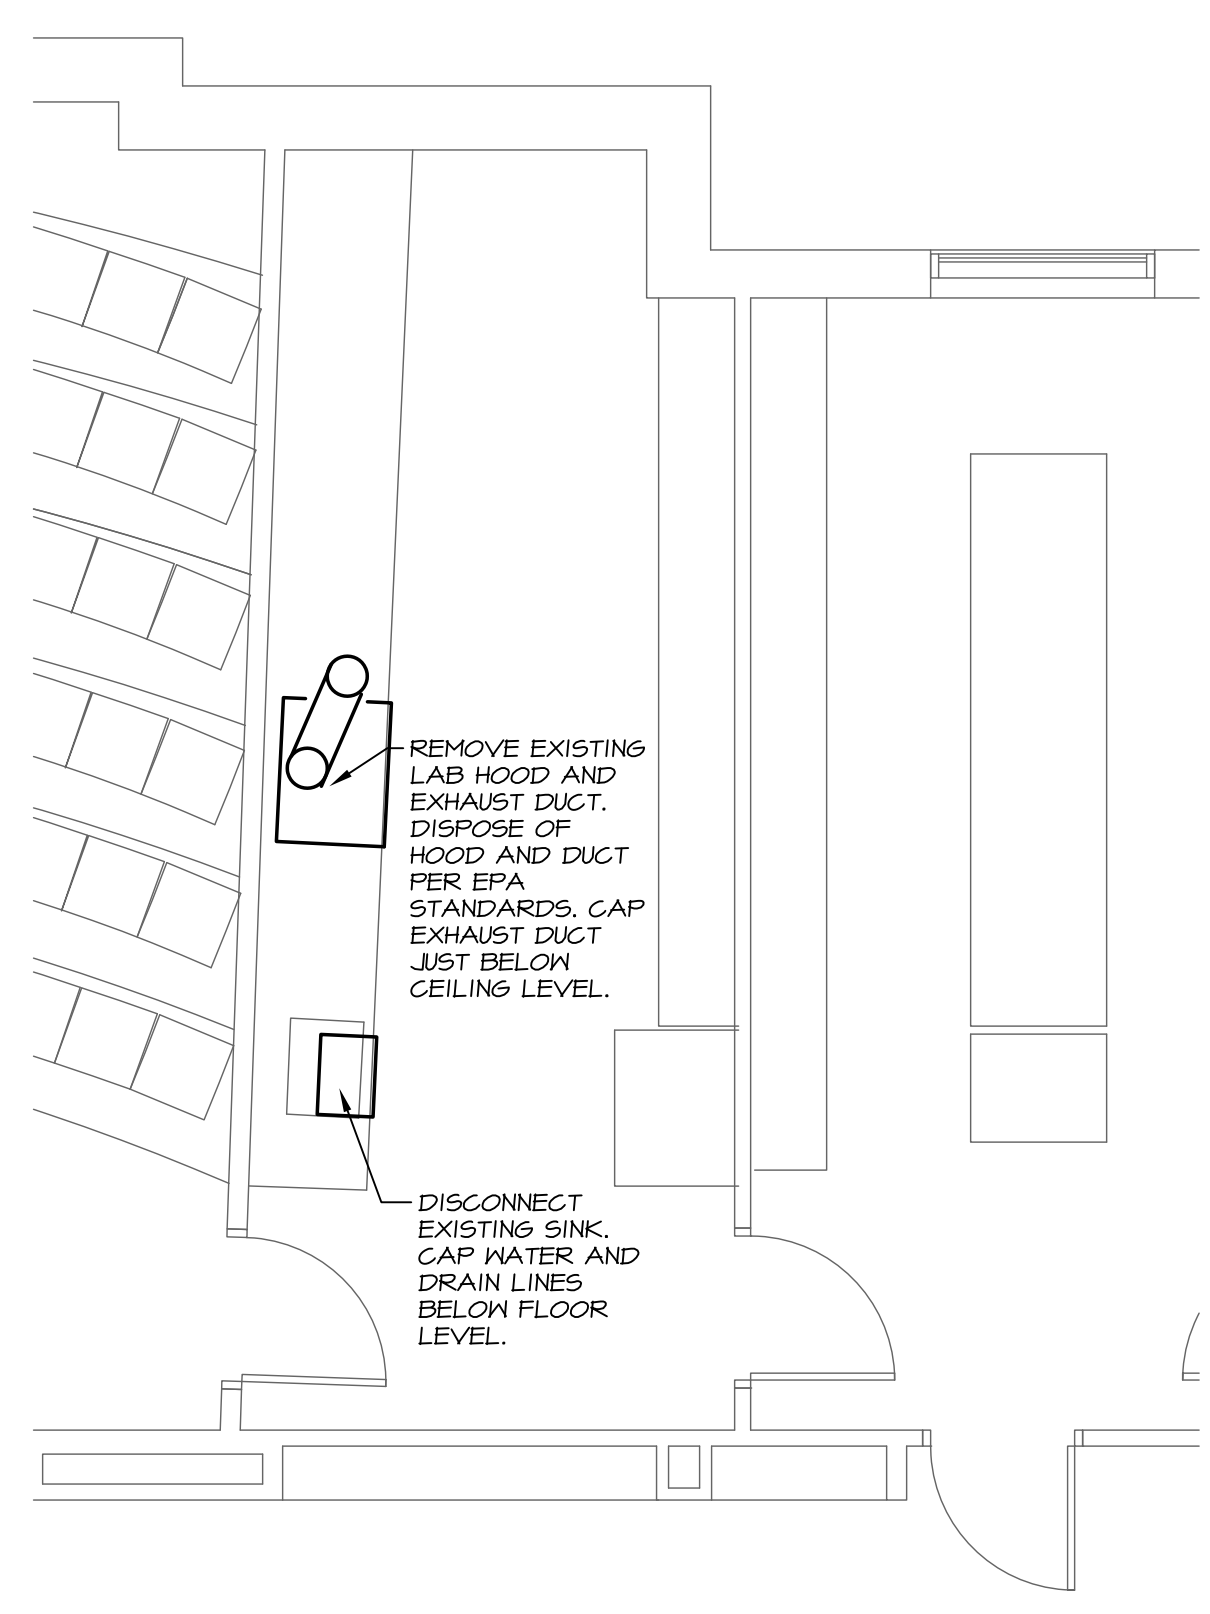 REMOVE EXISTING
LAB HOOD AND
EXHAUST DUCT.
DISPOSE OF
HOOD AND DUCT
PER EPA
STANDARDS. CAP
EXHAUST DUCT
JUST BELOW
CEILING LEVEL.
DISCONNECT
EXISTING SINK.
CAP WATER AND
DRAIN LINES
BELOW FLOOR
LEVEL.